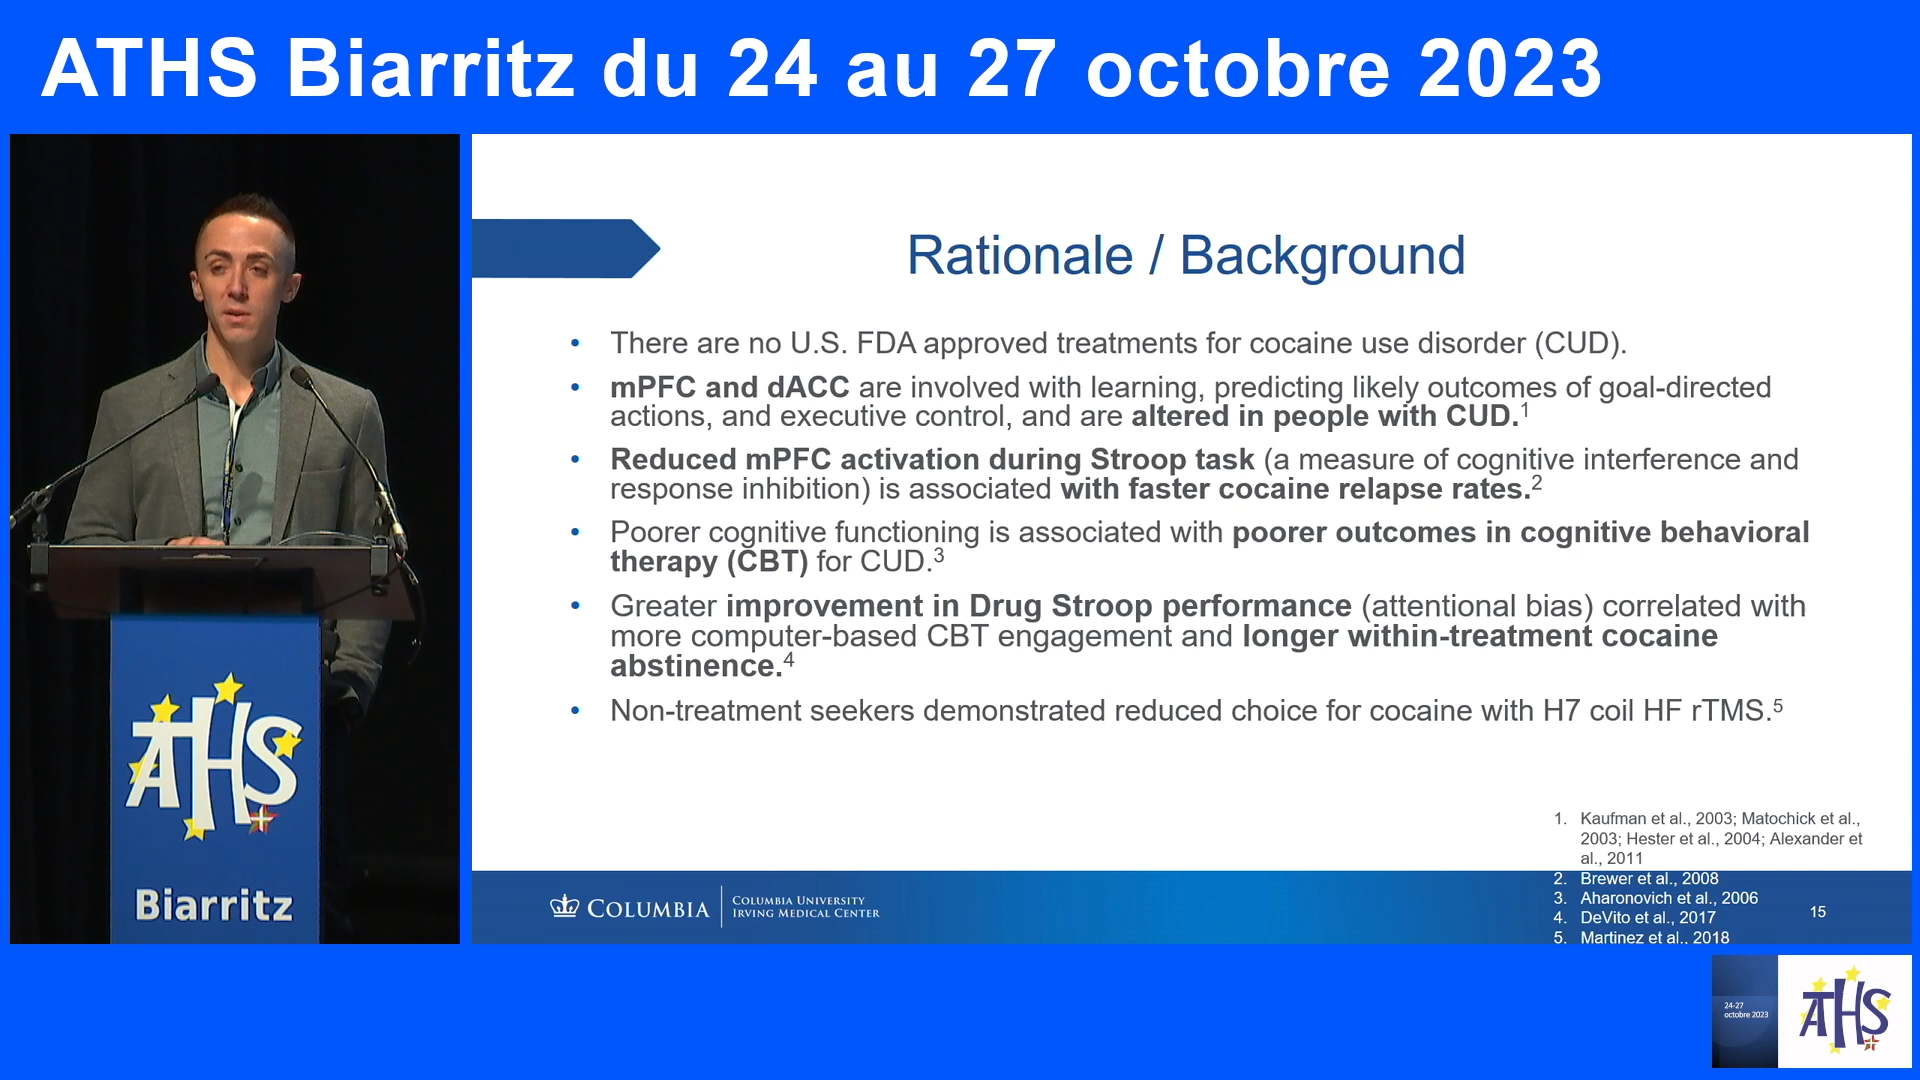 ATHS Biarritz du 24 au 27 octobre 2023
Rationale / Background
• There are no U.S. FDA approved treatments for cocaine use disorder (CUD).
• mPFC and dACC are involved with learning, predicting likely outcomes of goal-directed
actions, and executive control, and are altered in people with CUD.1
• Reduced mPFC activation during Stroop task (a measure of cognitive interference and
response inhibition) is associated with faster cocaine relapse rates.2
• Poorer cognitive functioning is associated with poorer outcomes in cognitive behavioral
therapy (CBT) for CUD.3
• Greater improvement in Drug Stroop performance (attentional bias) correlated with
more computer-based CBT engagement and longer within-treatment cocaine
abstinence.4
• Non-treatment seekers demonstrated reduced choice for cocaine with H7 coil HF rTMS.5
1. Kaufman et al., 2003; Matochick et al.,
2003; Hester et al., 2004; Alexander et
al., 2011
2. Brewer et al., 2008
3. Aharonovich et al., 2006
4. DeVito et al., 2017
5. Martinez et al., 2018
COLUMBIA
COLUMBIA UNIVERSITY
IRVING MEDICAL CENTER
15
ATHS
Biarritz
24-27
octobre 2023
ATHS